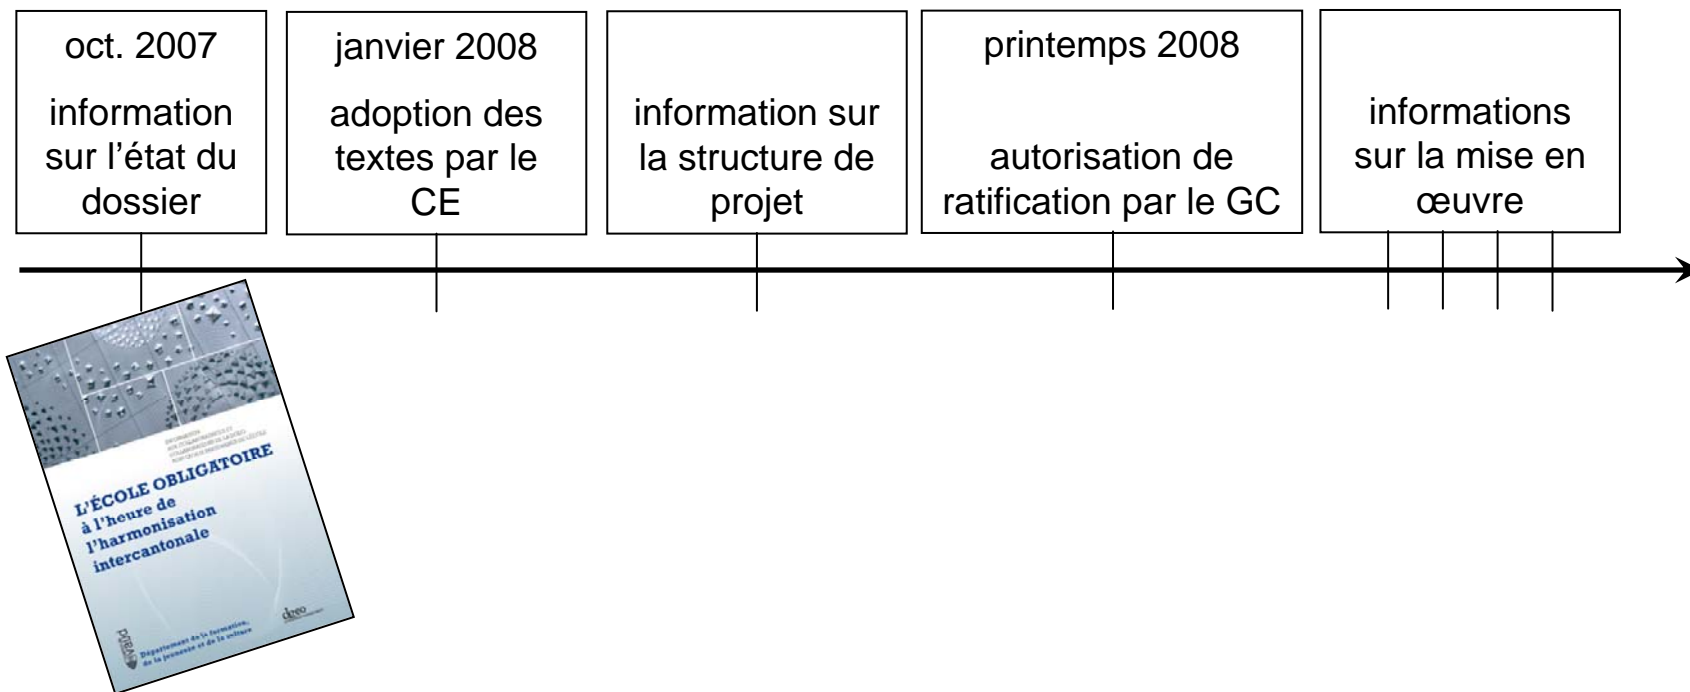 oct. 2007
information
sur l'état du
dossier
janvier 2008
adoption des
textes par le
CE
information sur
la structure de
projet
printemps 2008
autorisation de
ratification par le GC
informations
sur la mise en
œuvre
L'ÉCOLE OBLIGATOIRE
à l'heure de
l'harmonisation
intercantonale
Département de la formation,
de la jeunesse et de la culture